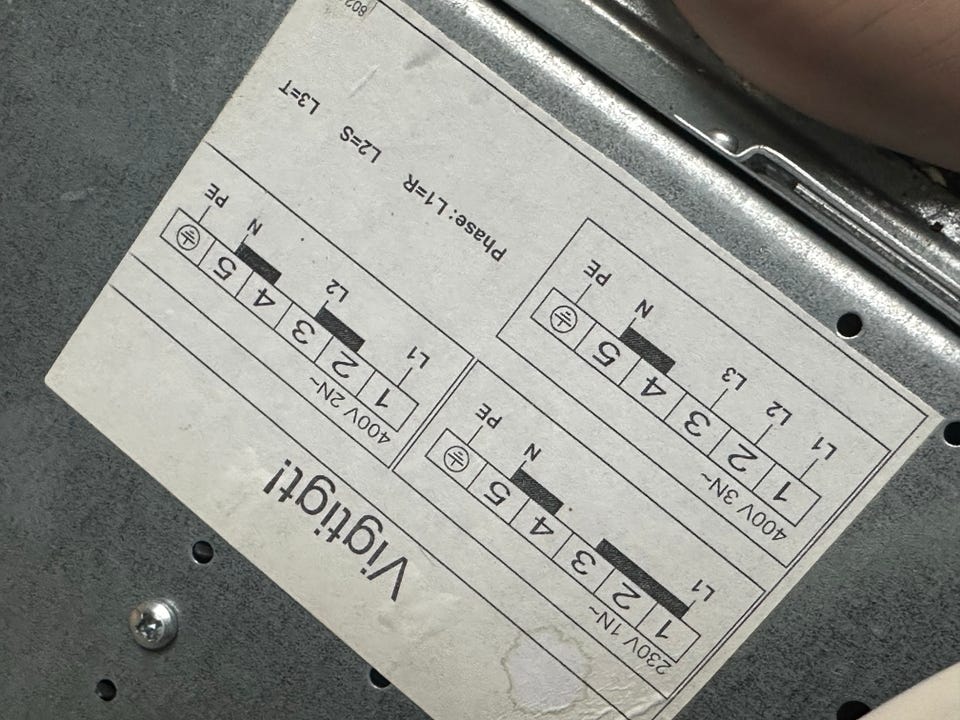 Vigtigt!
230V 1N~
1 2 3 4 5
L1 N PE
400V 2N~
1 2 3 4 5
L1 L2 N PE
400V 3N~
1 2 3 4 5
L1 L2 L3 N PE
Phase: L1=R L2=S L3=T